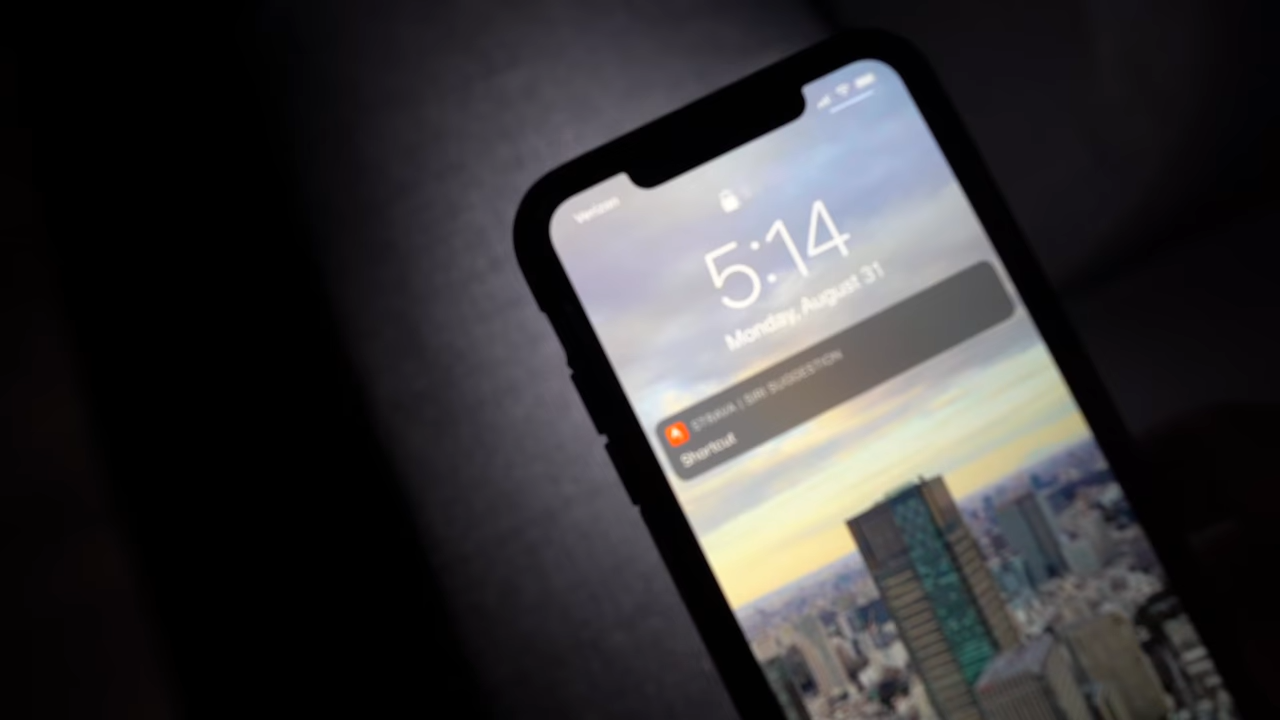 Verizon
5:14
Monday, August 31
STRAVA | SIRI SUGGESTION
Shortcut